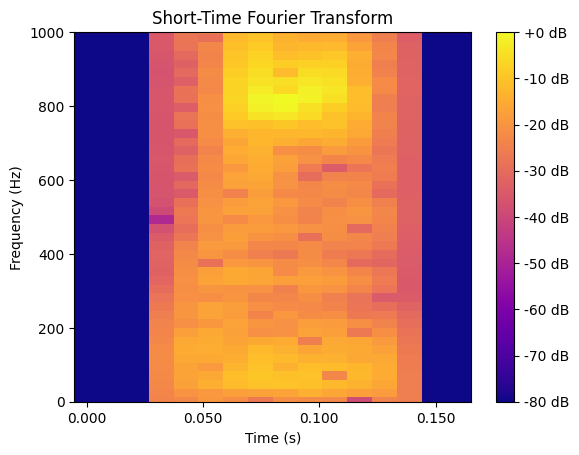 Short-Time Fourier Transform
1000
800
600
400
200
0
Frequency (Hz)
0.000
0.050
0.100
0.150
Time (s)
+0 dB
-10 dB
-20 dB
-30 dB
-40 dB
-50 dB
-60 dB
-70 dB
-80 dB